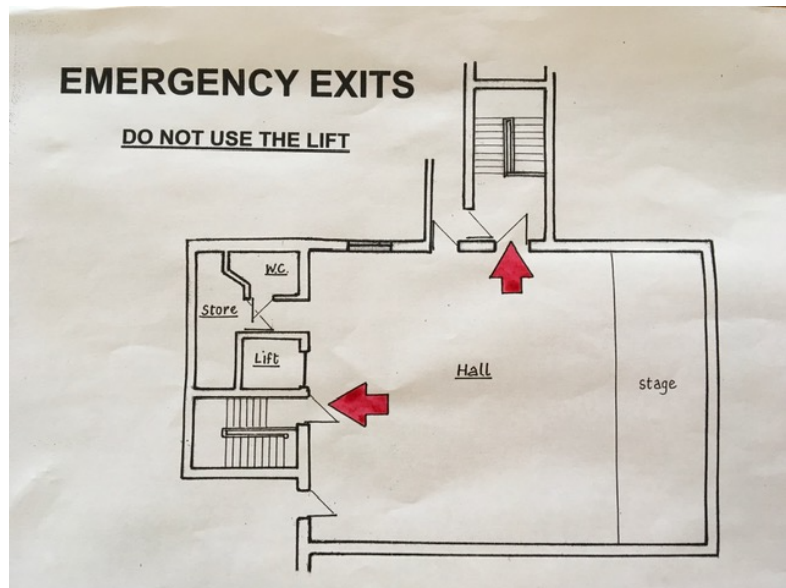 EMERGENCY EXITS
DO NOT USE THE LIFT
W.C.
Store
Lift
Hall
stage